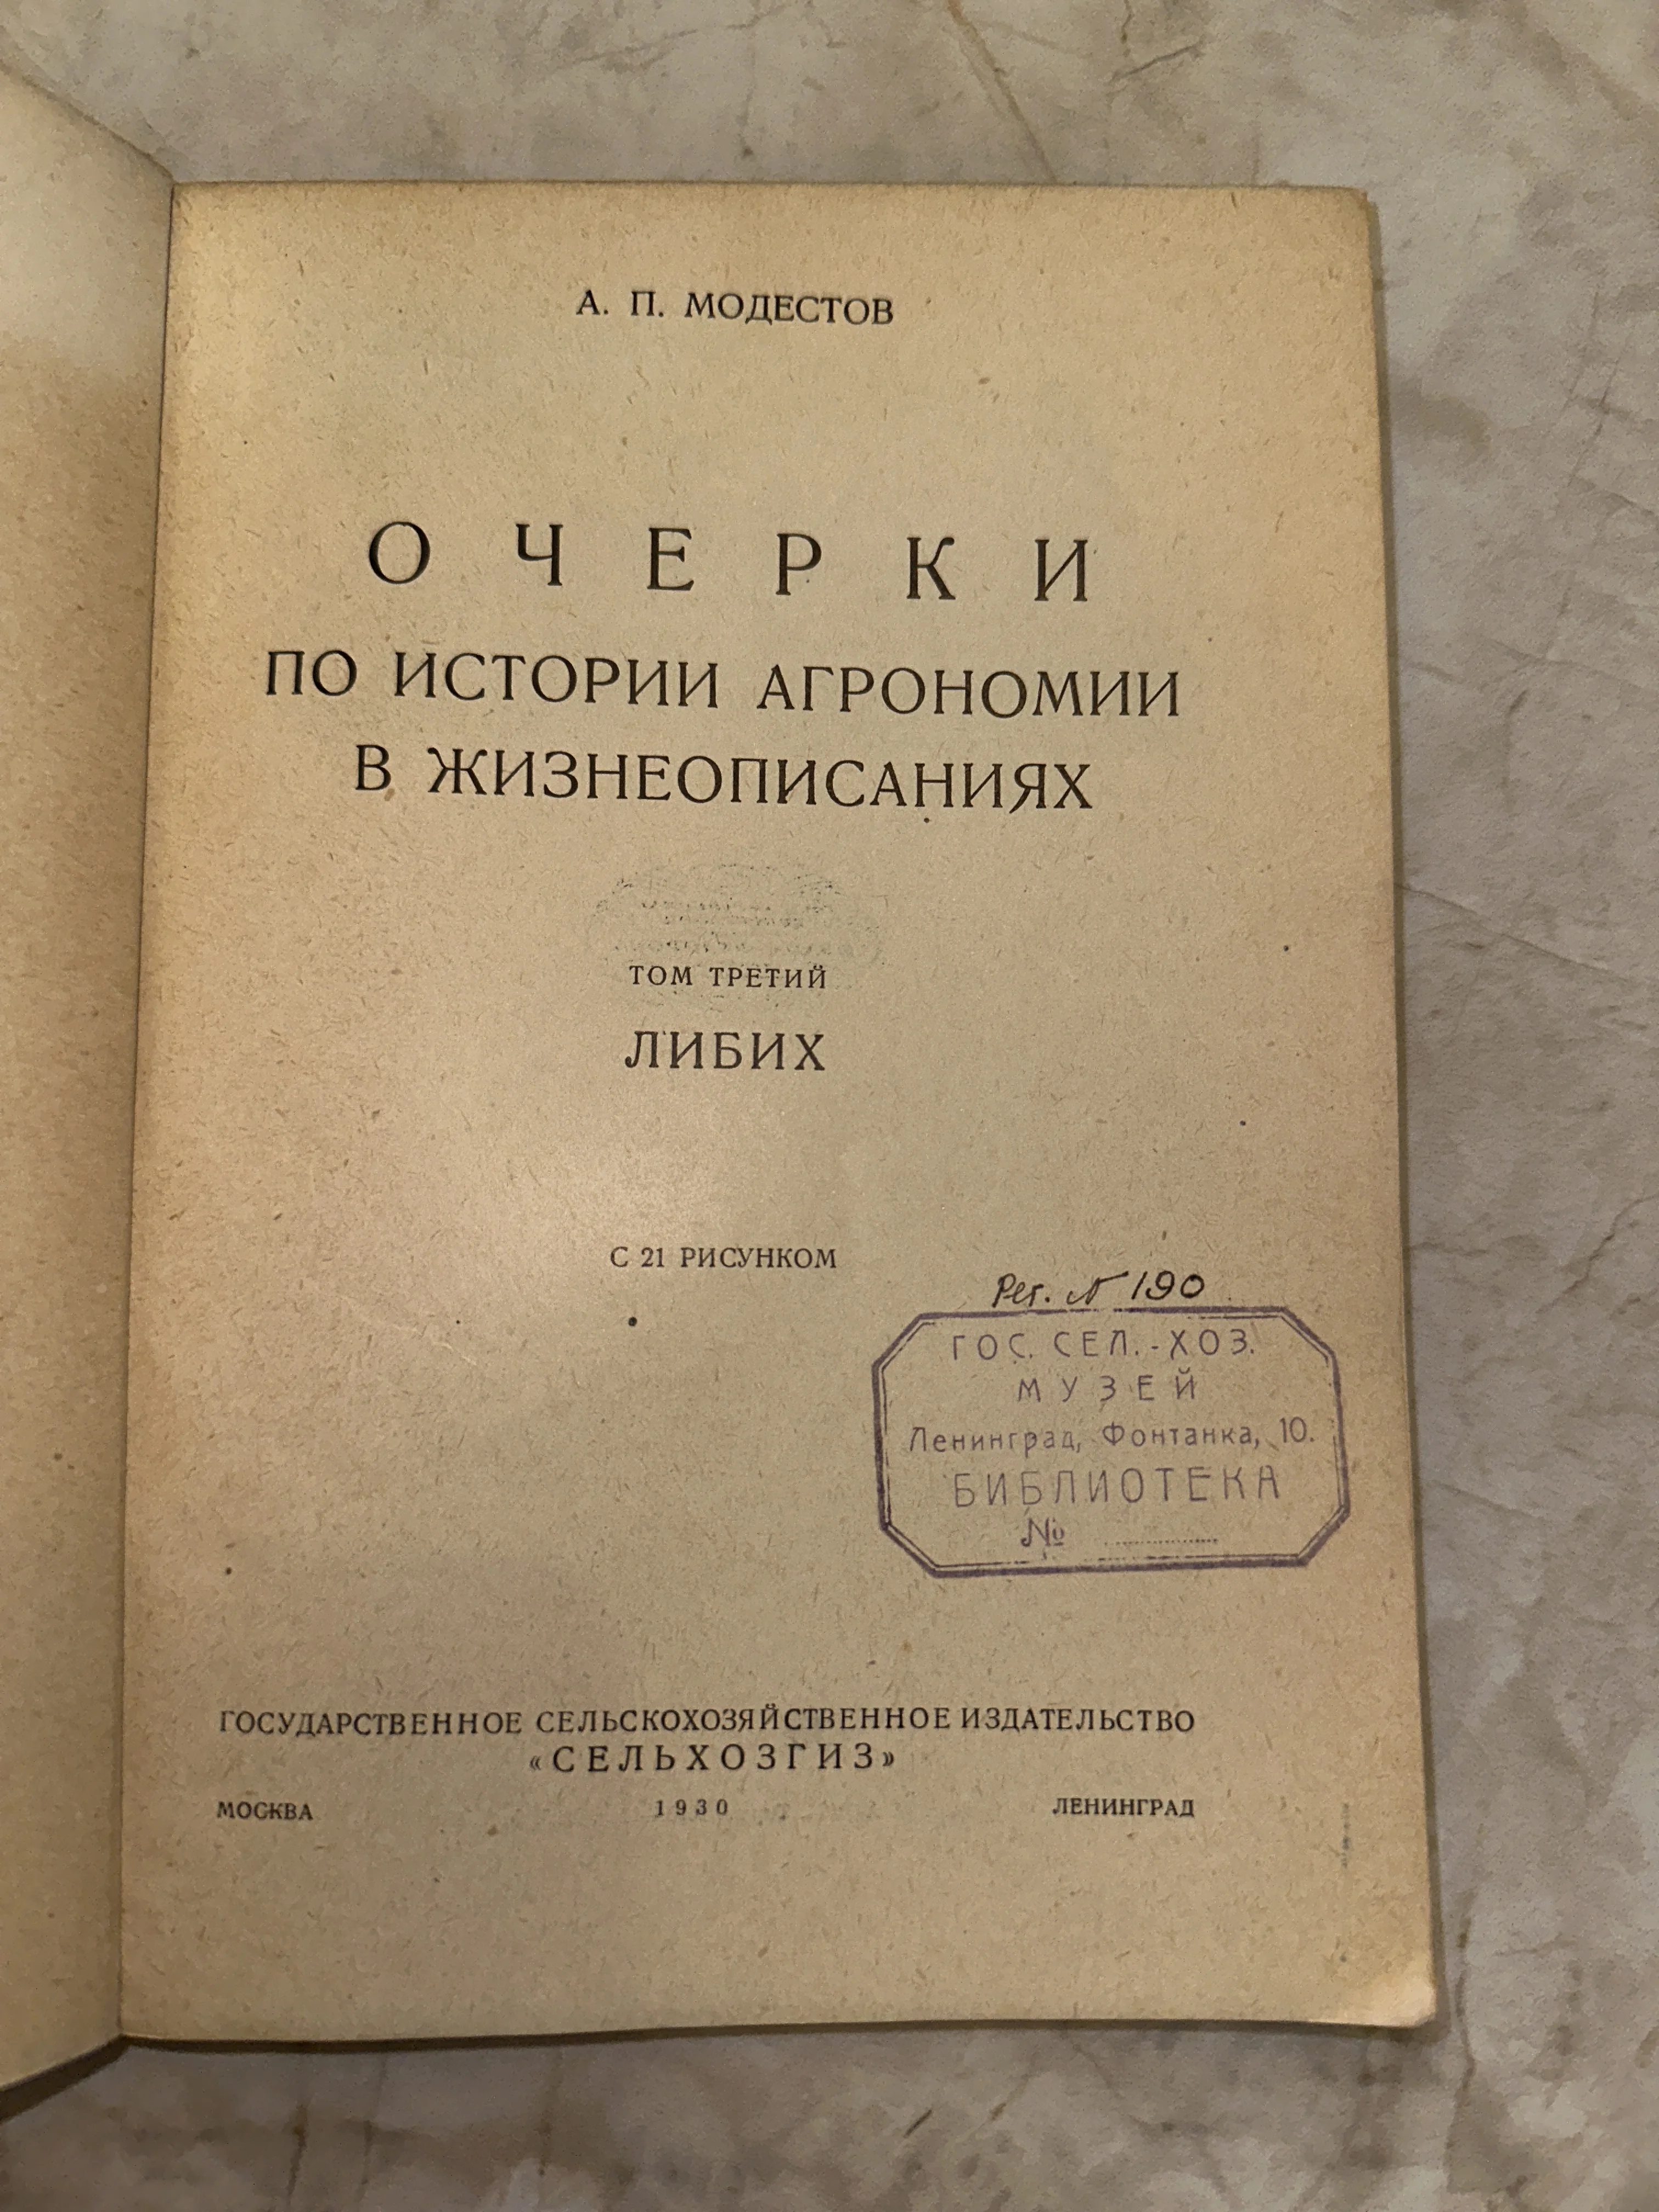 А. П. МОДЕСТОВ
ОЧЕРКИ
ПО ИСТОРИИ АГРОНОМИИ
В ЖИЗНЕОПИСАНИЯХ
ТОМ ТРЕТИЙ
ЛИБИХ
С 21 РИСУНКОМ
Рег. N 190
ГОС. СЕЛ.-ХОЗ.
МУЗЕЙ
Ленинград, Фонтанка, 10.
БИБЛИОТЕКА
№ ............
ГОСУДАРСТВЕННОЕ СЕЛЬСКОХОЗЯЙСТВЕННОЕ ИЗДАТЕЛЬСТВО
«СЕЛЬХОЗГИЗ»
МОСКВА 1930 ЛЕНИНГРАД